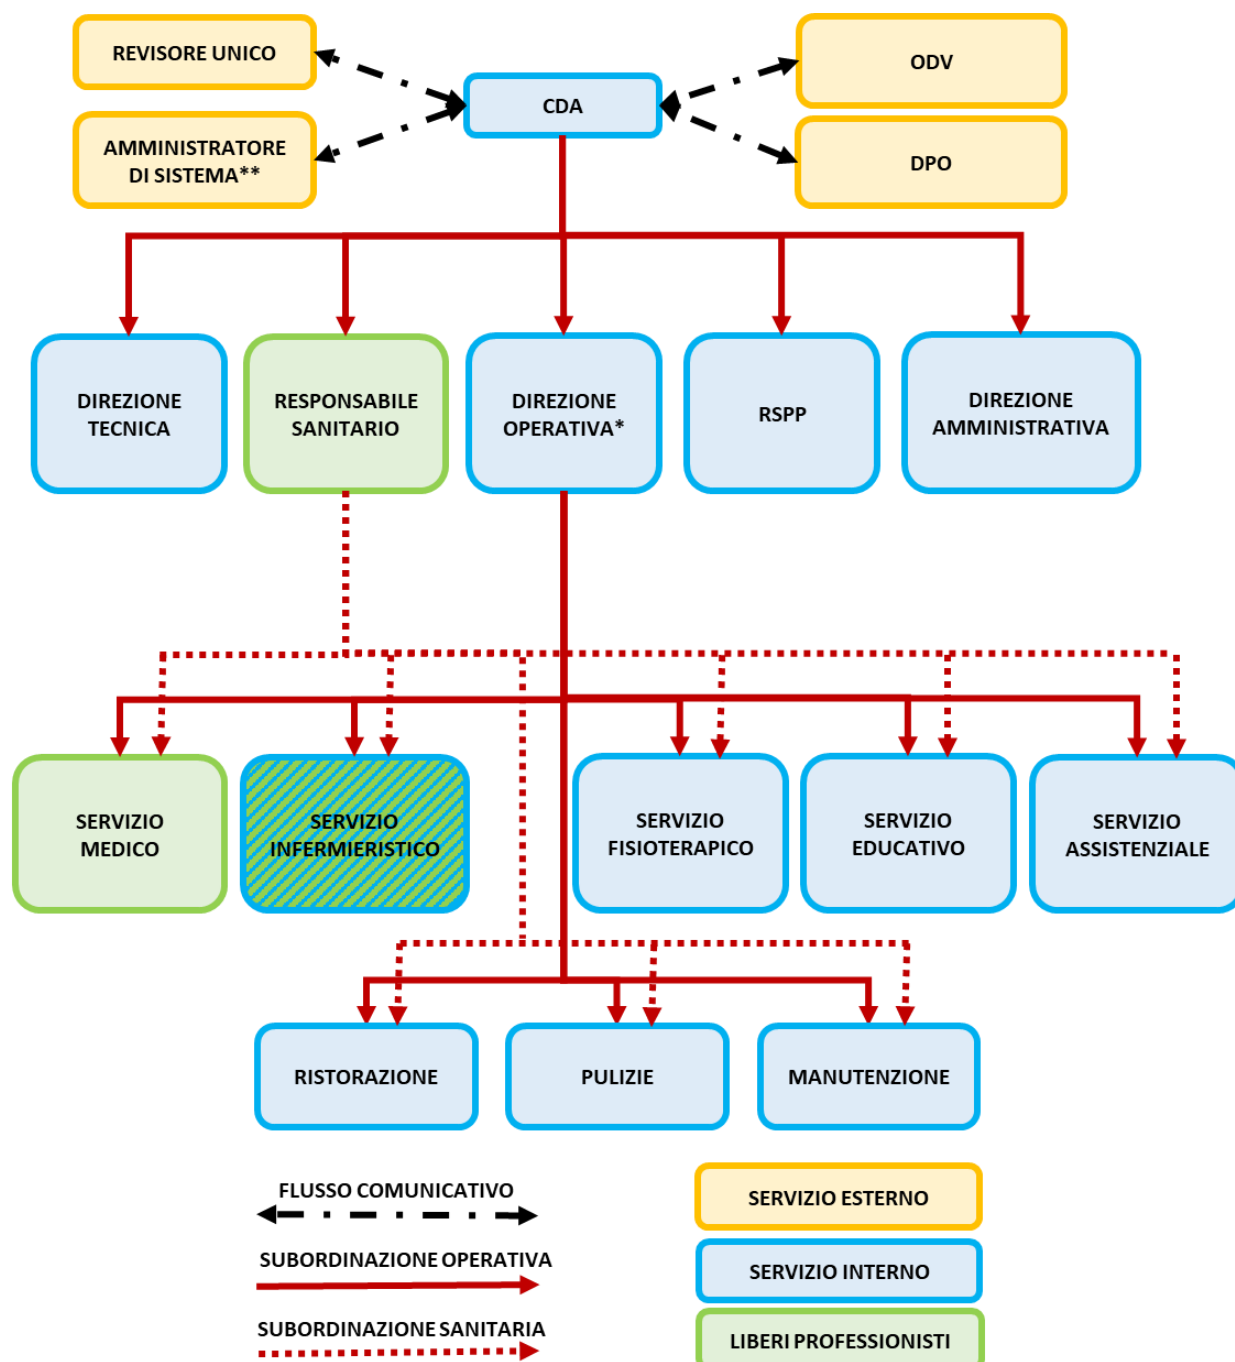 REVISORE UNICO
ODV
CDA
AMMINISTRATORE
DI SISTEMA**
DPO
DIREZIONE
TECNICA
RESPONSABILE
SANITARIO
DIREZIONE
OPERATIVA*
RSPP
DIREZIONE
AMMINISTRATIVA
SERVIZIO
MEDICO
SERVIZIO
INFERMIERISTICO
SERVIZIO
FISIOTERAPICO
SERVIZIO
EDUCATIVO
SERVIZIO
ASSISTENZIALE
RISTORAZIONE
PULIZIE
MANUTENZIONE
FLUSSO COMUNICATIVO
SERVIZIO ESTERNO
SUBORDINAZIONE OPERATIVA
SERVIZIO INTERNO
SUBORDINAZIONE SANITARIA
LIBERI PROFESSIONISTI